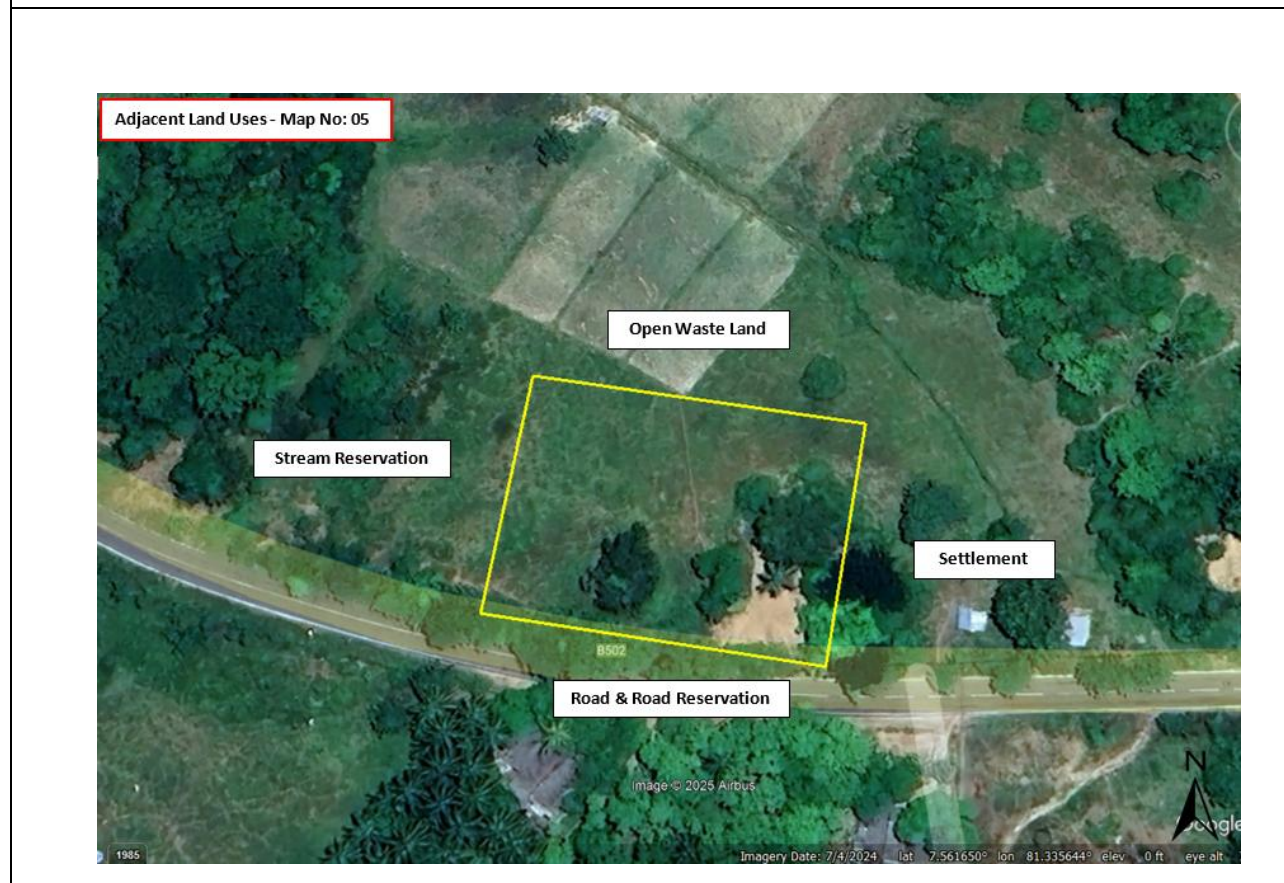 Adjacent Land Uses - Map No: 05
Open Waste Land
Stream Reservation
Settlement
B502
Road & Road Reservation
N
Image © 2025 Airbus
Google
1985
Imagery Date: 7/4/2024 lat 7.561650° lon 81.335644° elev 0 ft eye alt